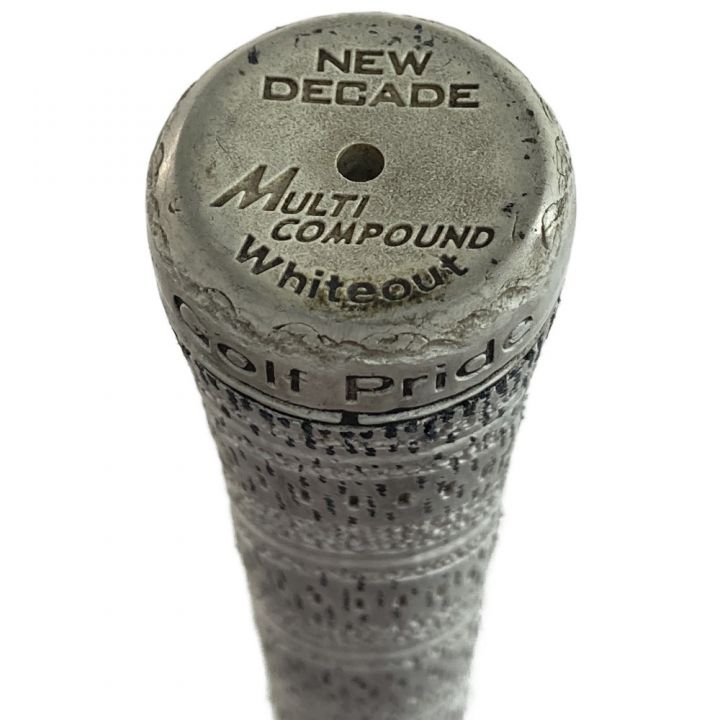 NEW
DECADE
MULTI
COMPOUND
Whiteout
Golf Pride